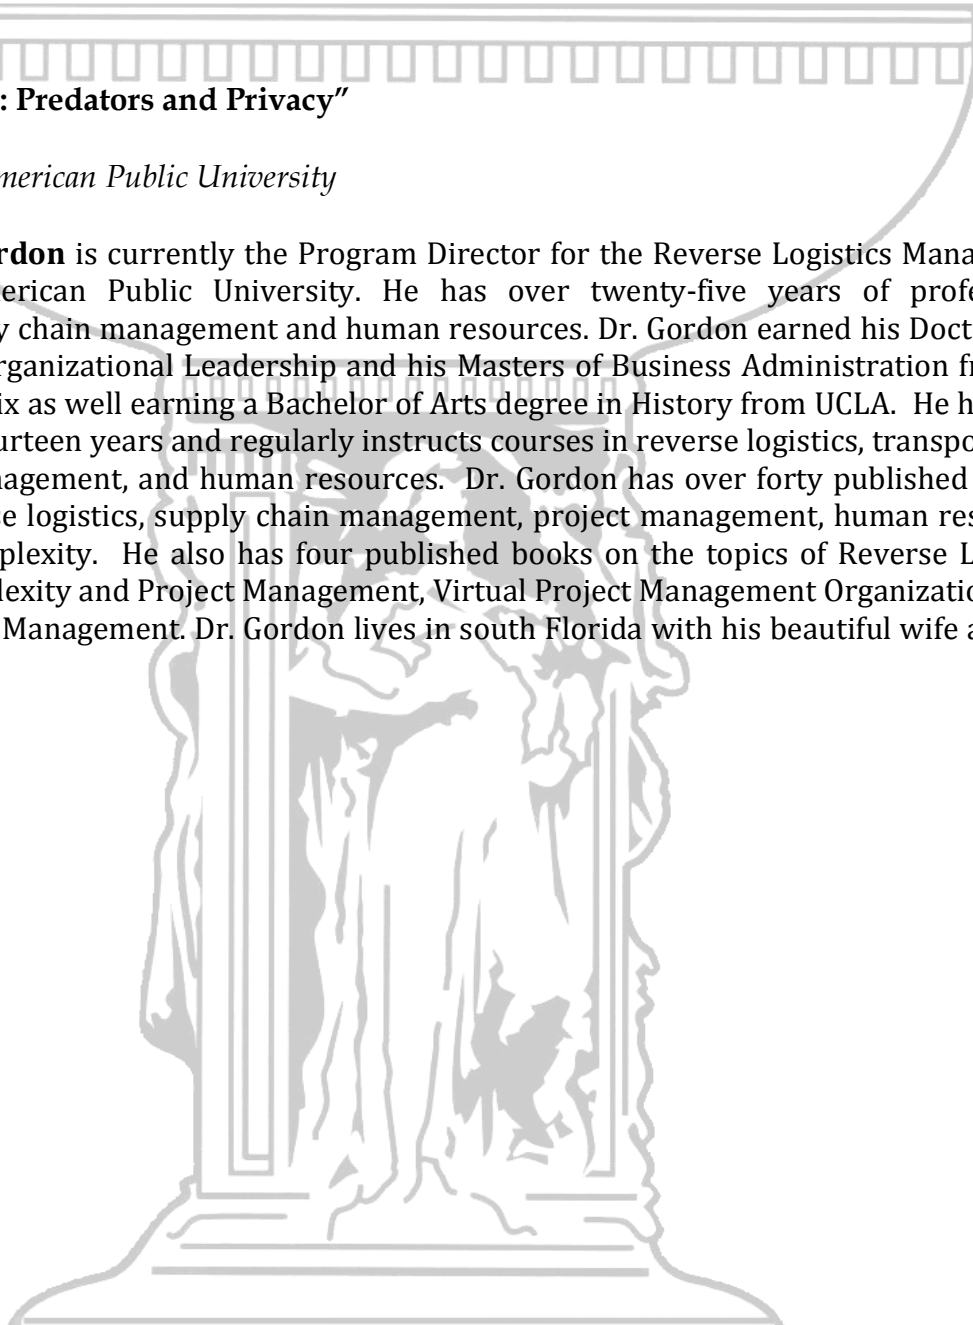 : Predators and Privacy”
merican Public University
rdon is currently the Program Director for the Reverse Logistics Mana
nerican Public University. He has over twenty-five years of profe
y chain management and human resources. Dr. Gordon earned his Doct
rganizational Leadership and his Masters of Business Administration fr
ix as well earning a Bachelor of Arts degree in History from UCLA. He h
urteen years and regularly instructs courses in reverse logistics, transpo
nagement, and human resources. Dr. Gordon has over forty published
se logistics, supply chain management, project management, human res
plexity. He also has four published books on the topics of Reverse L
lexity and Project Management, Virtual Project Management Organizatio
Management. Dr. Gordon lives in south Florida with his beautiful wife a